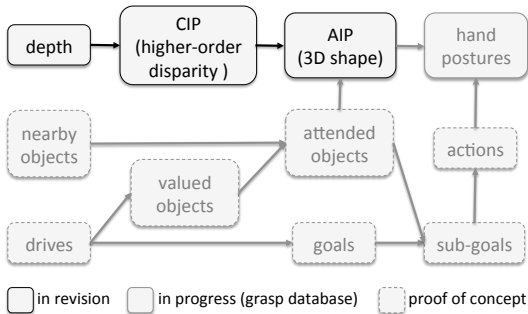 depth
CIP
(higher-order
disparity )
AIP
(3D shape)
hand
postures
nearby
objects
valued
objects
attended
objects
actions
drives
goals
sub-goals
in revision
in progress (grasp database)
proof of concept